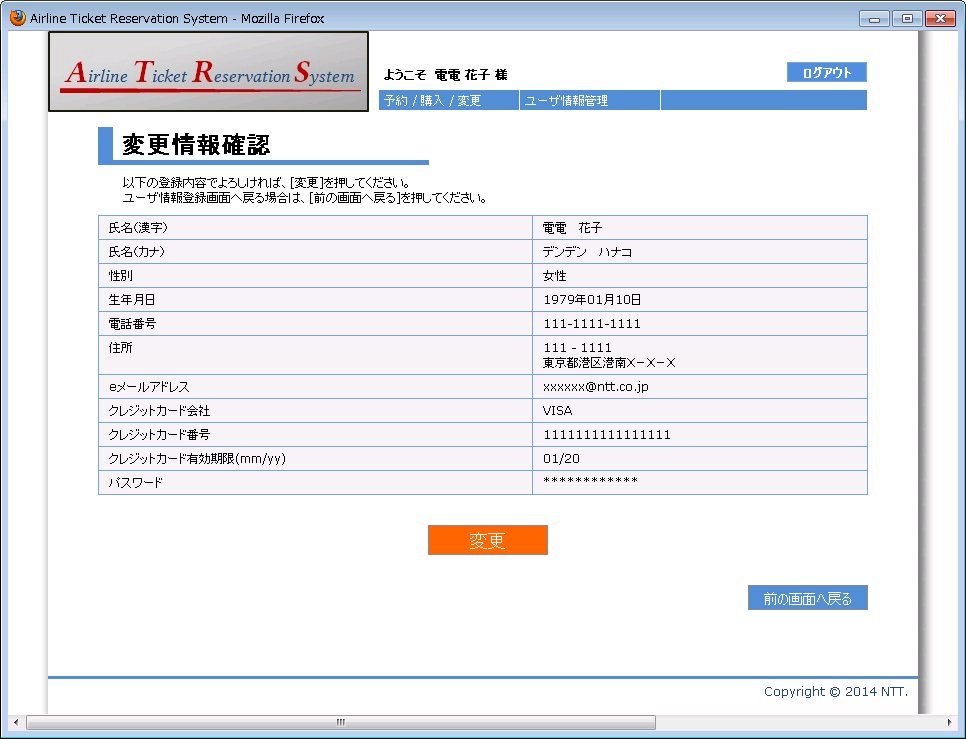 Airline Ticket Reservation System - Mozilla Firefox
Airline Ticket Reservation System
ようこそ 電電 花子 様
ログアウト
予約 / 購入 / 変更 ユーザ情報管理
変更情報確認
以下の登録内容でよろしければ、[変更]を押してください。
ユーザ情報登録画面へ戻る場合は、[前の画面へ戻る]を押してください。
氏名(漢字) 電電　花子
氏名(カナ) デンデン　ハナコ
性別 女性
生年月日 1979年01月10日
電話番号 111-1111-1111
住所 111 - 1111
東京都港区港南X－X－X
eメールアドレス xxxxxx@ntt.co.jp
クレジットカード会社 VISA
クレジットカード番号 1111111111111111
クレジットカード有効期限(mm/yy) 01/20
パスワード ************
変更
前の画面へ戻る
Copyright © 2014 NTT.